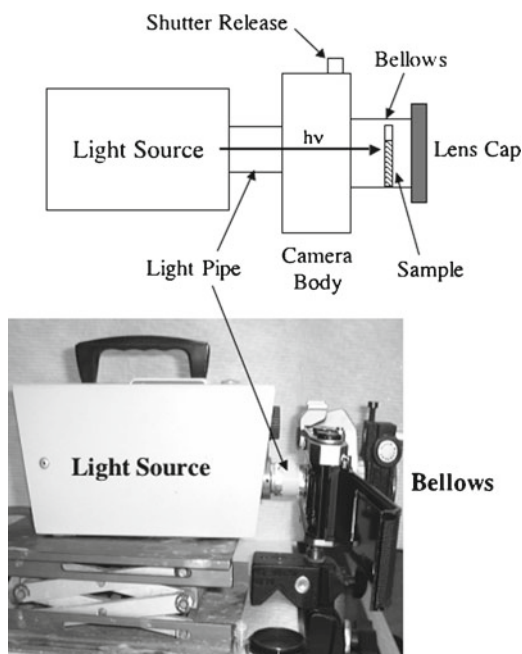 Shutter Release
Bellows
Light Source
hν
Lens Cap
Light Pipe
Camera
Body
Sample
Light Source
Bellows